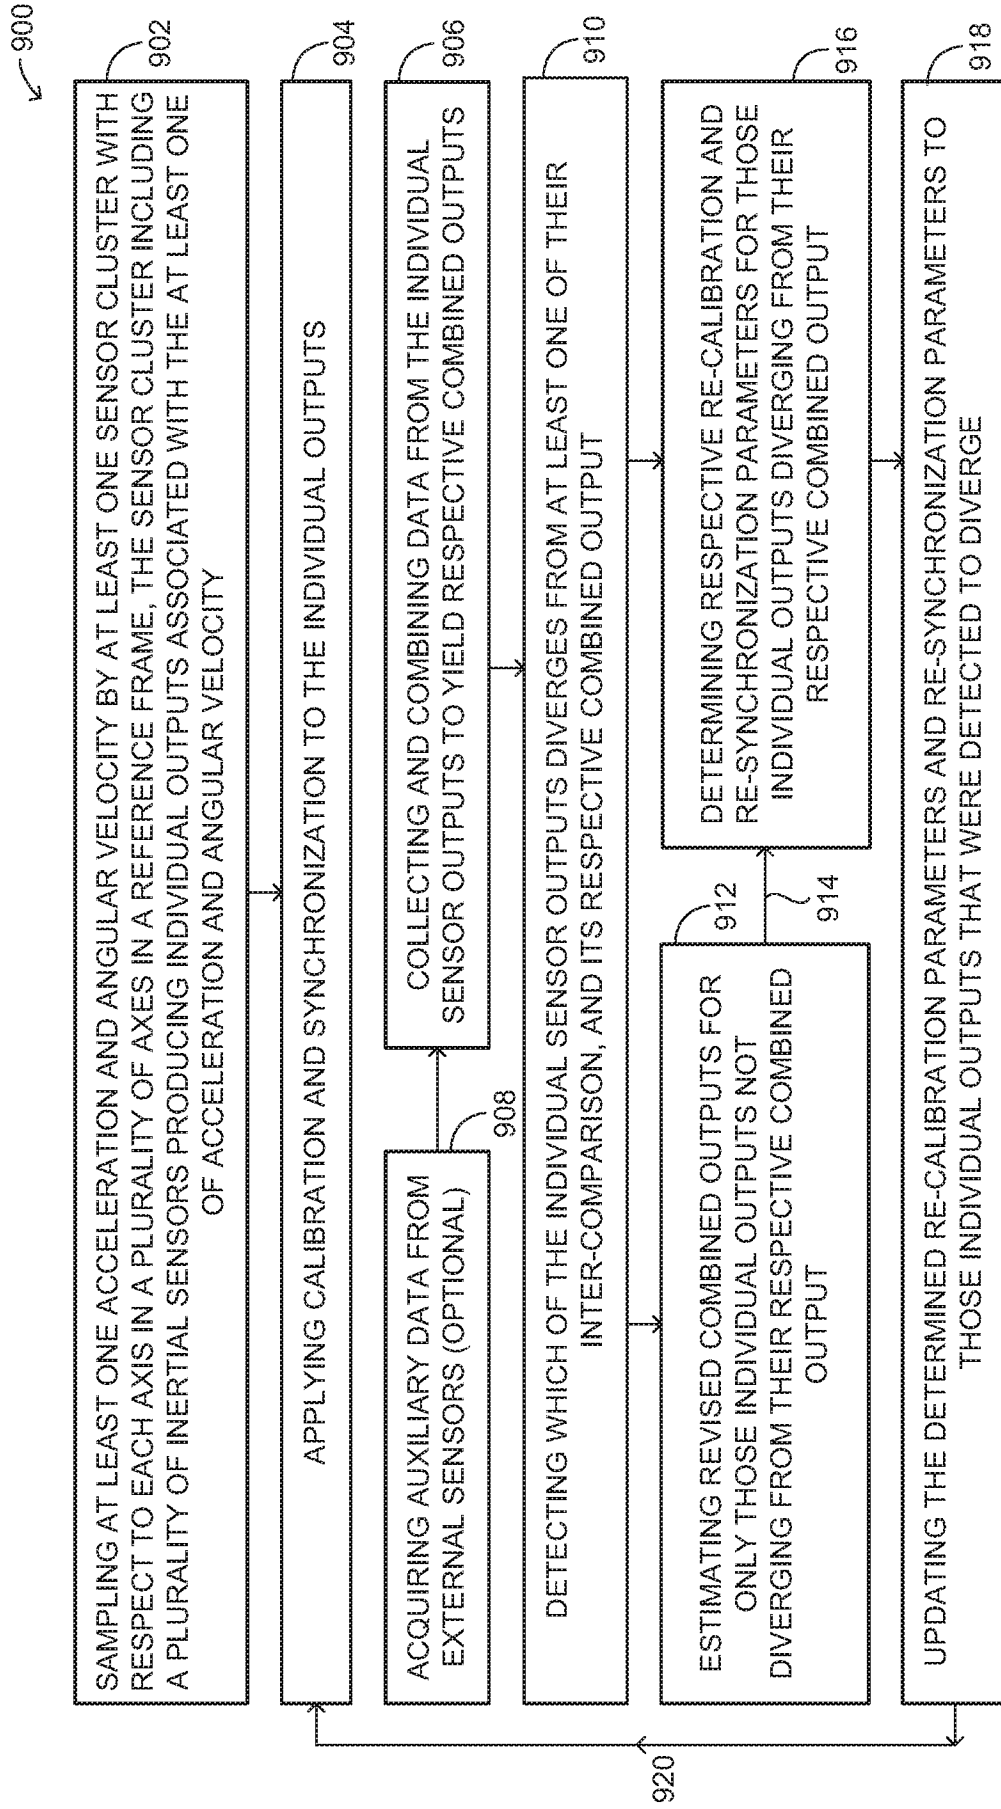 900
902
SAMPLING AT LEAST ONE ACCELERATION AND ANGULAR VELOCITY BY AT LEAST ONE SENSOR CLUSTER WITH
RESPECT TO EACH AXIS IN A PLURALITY OF AXES IN A REFERENCE FRAME, THE SENSOR CLUSTER INCLUDING
A PLURALITY OF INERTIAL SENSORS PRODUCING INDIVIDUAL OUTPUTS ASSOCIATED WITH THE AT LEAST ONE
OF ACCELERATION AND ANGULAR VELOCITY
904
APPLYING CALIBRATION AND SYNCHRONIZATION TO THE INDIVIDUAL OUTPUTS
906
ACQUIRING AUXILIARY DATA FROM
EXTERNAL SENSORS (OPTIONAL)
908
COLLECTING AND COMBINING DATA FROM THE INDIVIDUAL
SENSOR OUTPUTS TO YIELD RESPECTIVE COMBINED OUTPUTS
910
DETECTING WHICH OF THE INDIVIDUAL SENSOR OUTPUTS DIVERGES FROM AT LEAST ONE OF THEIR
INTER-COMPARISON, AND ITS RESPECTIVE COMBINED OUTPUT
912
ESTIMATING REVISED COMBINED OUTPUTS FOR
ONLY THOSE INDIVIDUAL OUTPUTS NOT
DIVERGING FROM THEIR RESPECTIVE COMBINED
OUTPUT
914
916
DETERMINING RESPECTIVE RE-CALIBRATION AND
RE-SYNCHRONIZATION PARAMETERS FOR THOSE
INDIVIDUAL OUTPUTS DIVERGING FROM THEIR
RESPECTIVE COMBINED OUTPUT
918
UPDATING THE DETERMINED RE-CALIBRATION PARAMETERS AND RE-SYNCHRONIZATION PARAMETERS TO
THOSE INDIVIDUAL OUTPUTS THAT WERE DETECTED TO DIVERGE
920